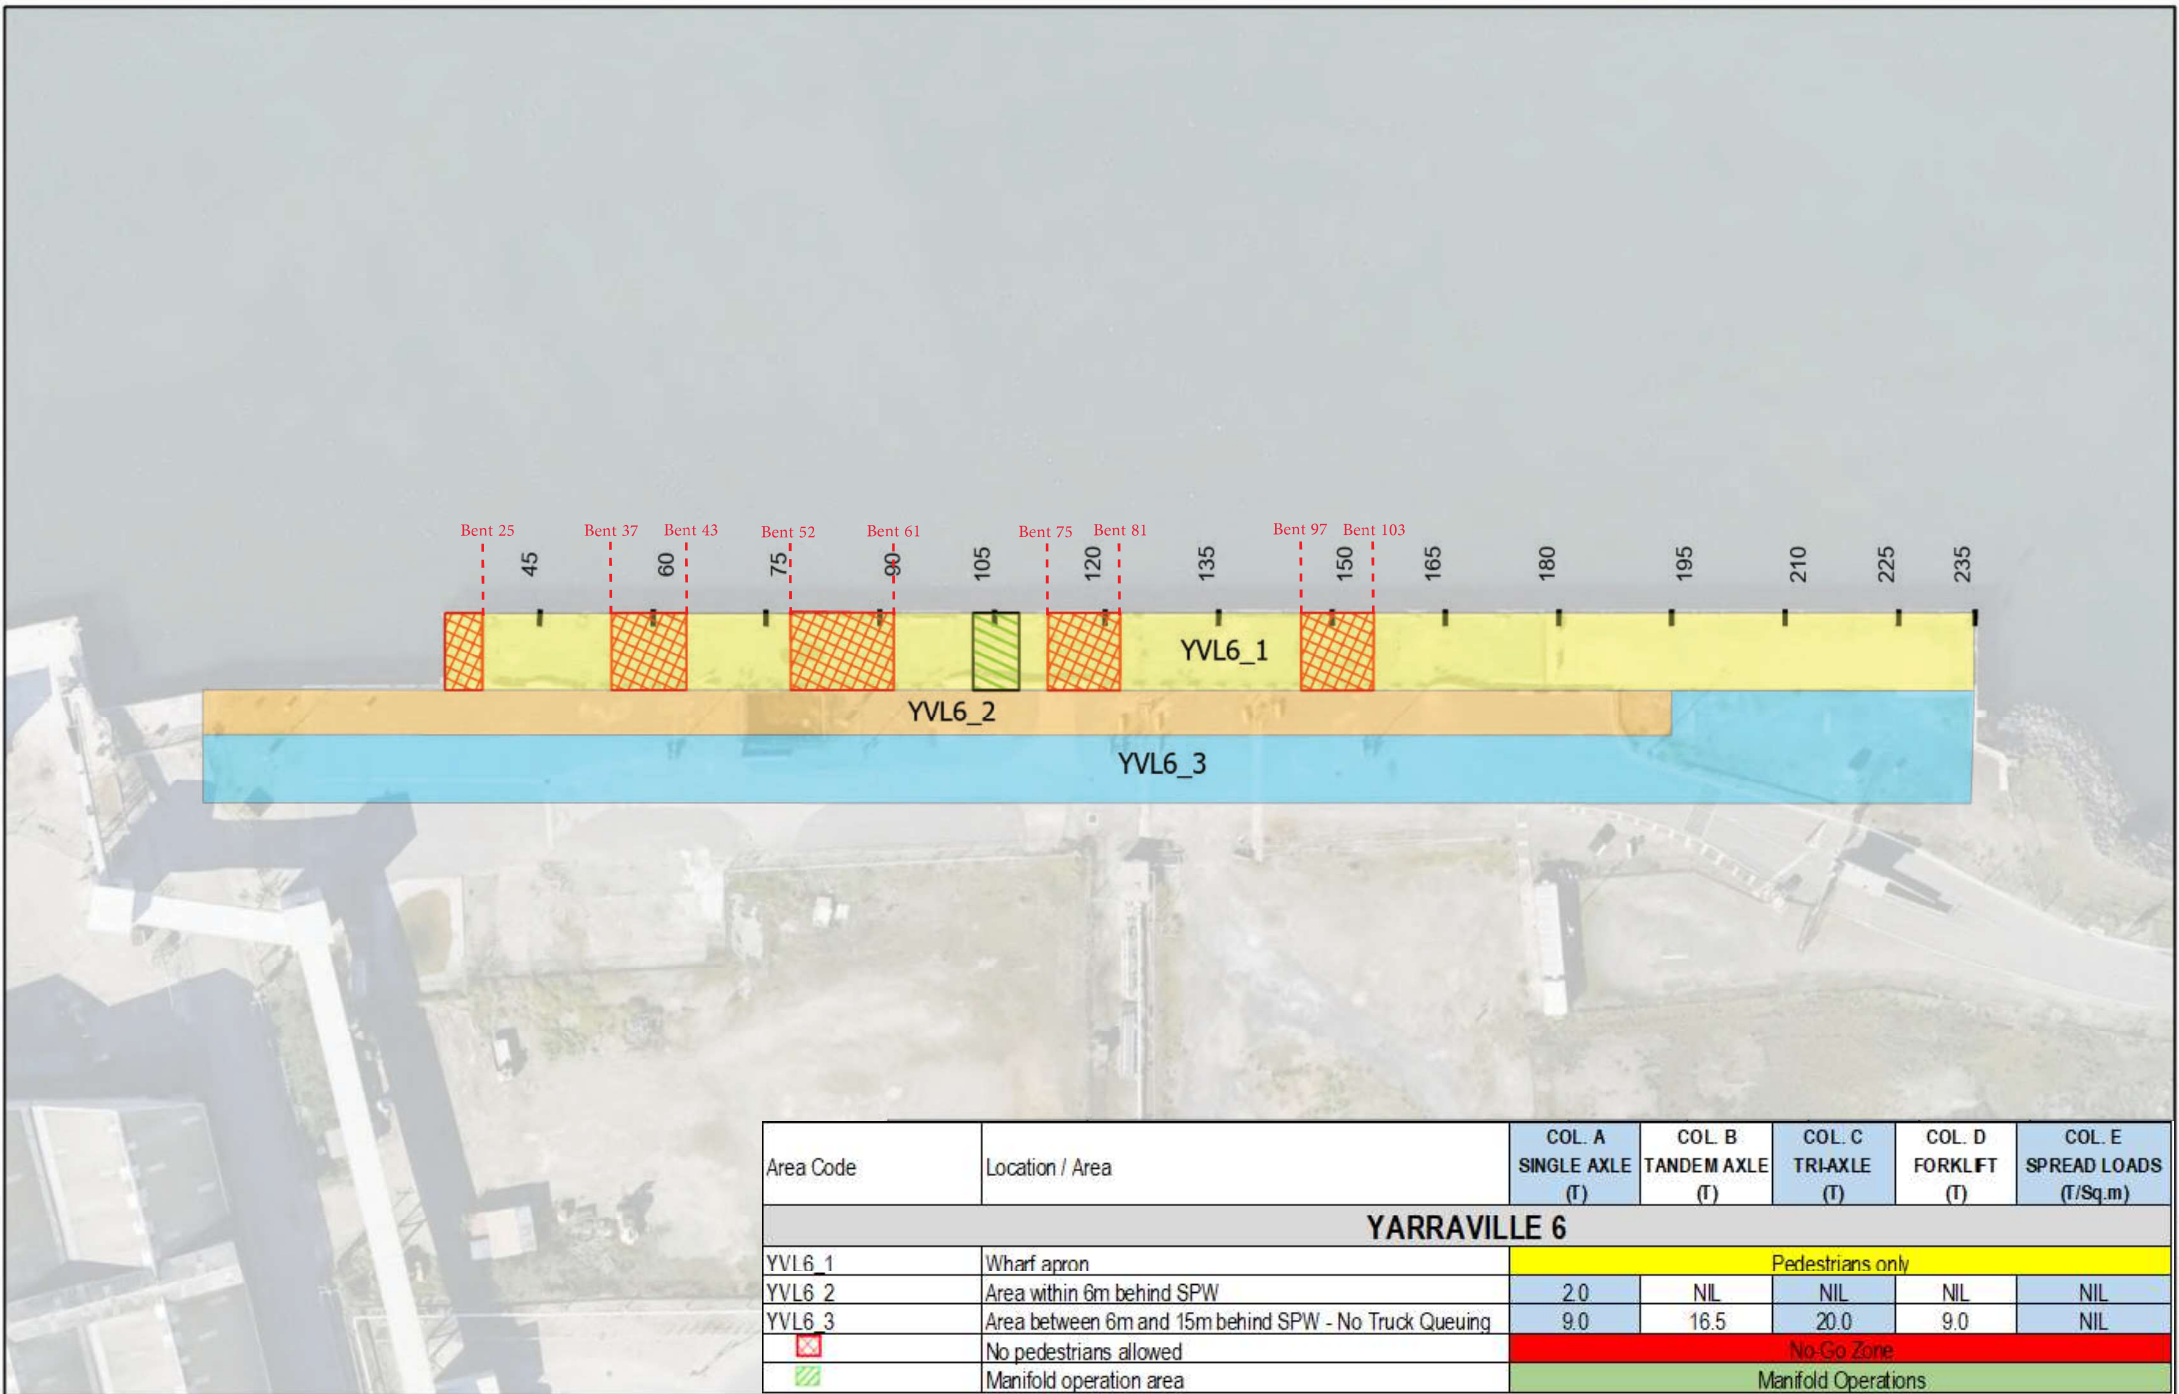 Bent 25
Bent 37
Bent 43
Bent 52
Bent 61
Bent 75
Bent 81
Bent 97
Bent 103
45
60
75
90
105
120
135
150
165
180
195
210
225
235
YVL6_1
YVL6_2
YVL6_3
Area Code
Location / Area
COL. A
SINGLE AXLE
(T)
COL. B
TANDEM AXLE
(T)
COL. C
TRI-AXLE
(T)
COL. D
FORKLIFT
(T)
COL. E
SPREAD LOADS
(T/Sq.m)
YARRAVILLE 6
YVL6_1 Wharf apron Pedestrians only
YVL6_2 Area within 6m behind SPW 2.0 NIL NIL NIL NIL
YVL6_3 Area between 6m and 15m behind SPW - No Truck Queuing 9.0 16.5 20.0 9.0 NIL
No pedestrians allowed No-Go Zone
Manifold operation area Manifold Operations